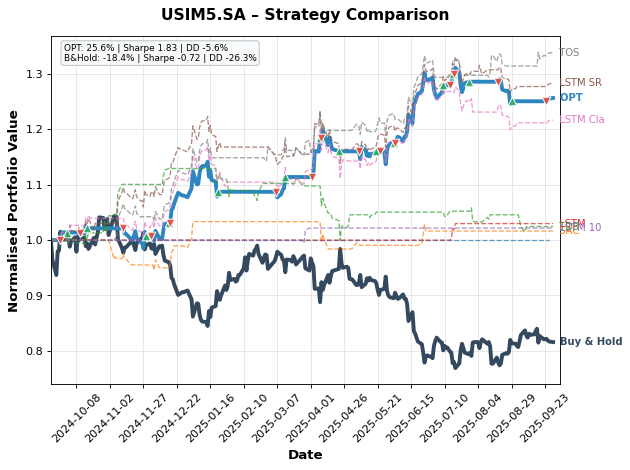 USIM5.SA – Strategy Comparison
OPT: 25.6% | Sharpe 1.83 | DD -5.6%
B&Hold: -18.4% | Sharpe -0.72 | DD -26.3%
TOS
LSTM SR
OPT
LSTM Cla
LSTM
10
Buy & Hold
Normalised Portfolio Value
1.3
1.2
1.1
1.0
0.9
0.8
2024-10-08
2024-11-02
2024-11-27
2024-12-22
2025-01-16
2025-02-10
2025-03-07
2025-04-01
2025-04-26
2025-05-21
2025-06-15
2025-07-10
2025-08-04
2025-08-29
2025-09-23
Date